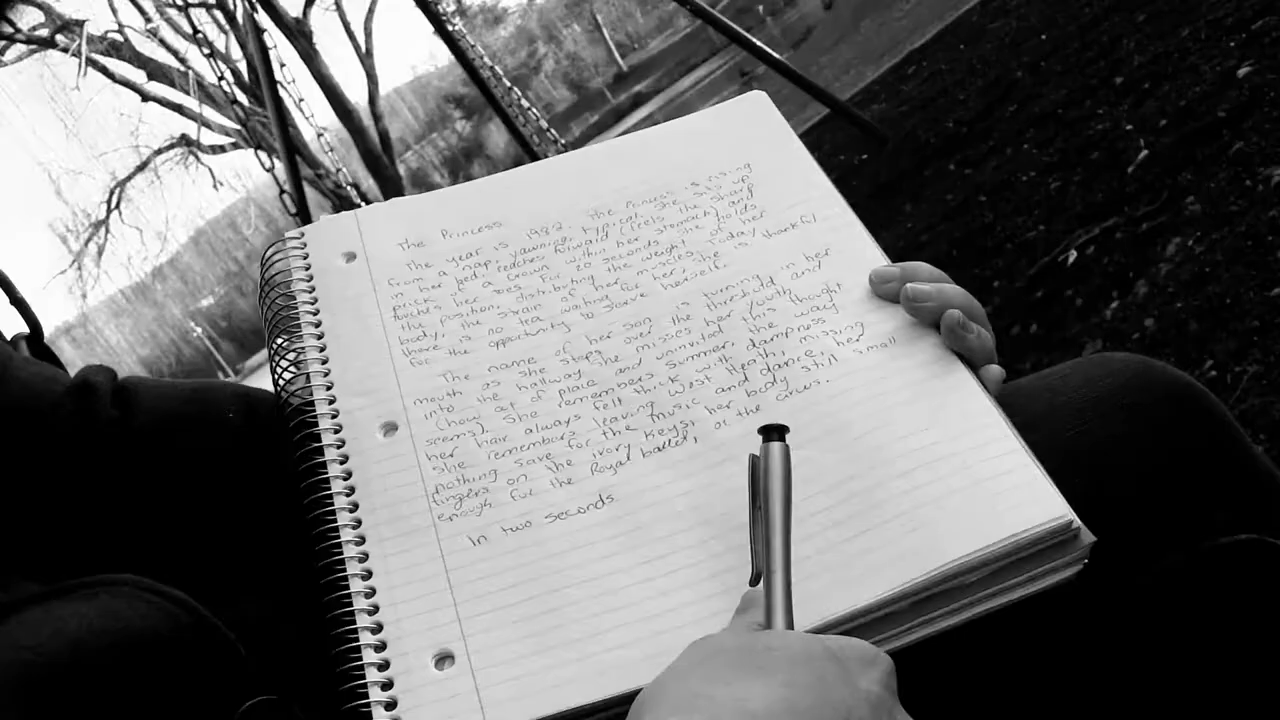 The Princess
The year is 1982. The Princess is rising
from a nap, yawning, typical. She sits up
in her bed, reaches forward (feels the sharp
prick of a crown within her stomach) and
touches her toes. For 20 seconds she holds
the position, distributing the weight of her
body, the strain of her muscles. Today
there is no tea waiting for her, she is thankful
for the opportunity to serve herself.
The name of her son is turning in her
mouth as she steps over the threshold and
into the hallway. She misses her youth
(how out of place and uninvited this thought
seems). She remembers summer, the way
her hair always felt thick with dampness
She remembers leaving West Heath, missing
nothing save for the music and dance, her
fingers on the ivory keys, her body still small
enough for the Royal ballet, or the circus.
In two seconds